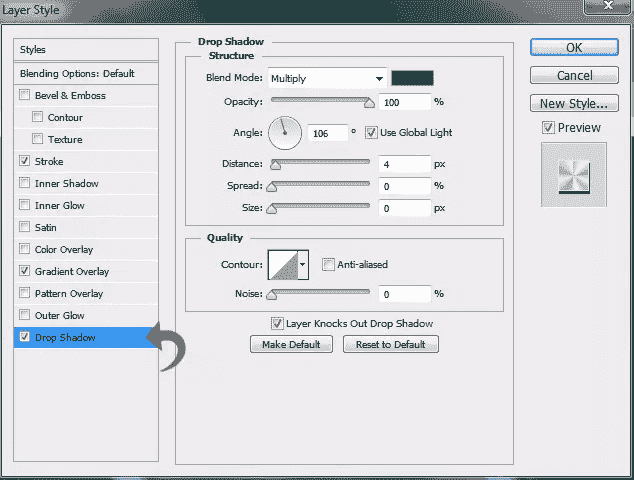 Layer Style
X
Styles
Blending Options: Default
Bevel & Emboss
Contour
Texture
Stroke
Inner Shadow
Inner Glow
Satin
Color Overlay
Gradient Overlay
Pattern Overlay
Outer Glow
Drop Shadow
Drop Shadow
Structure
Blend Mode: Multiply
Opacity: 100 %
Angle: 106 ° Use Global Light
Distance: 4 px
Spread: 0 %
Size: 0 px
Quality
Contour: Anti-aliased
Noise: 0 %
Layer Knocks Out Drop Shadow
Make Default Reset to Default
OK
Cancel
New Style...
Preview